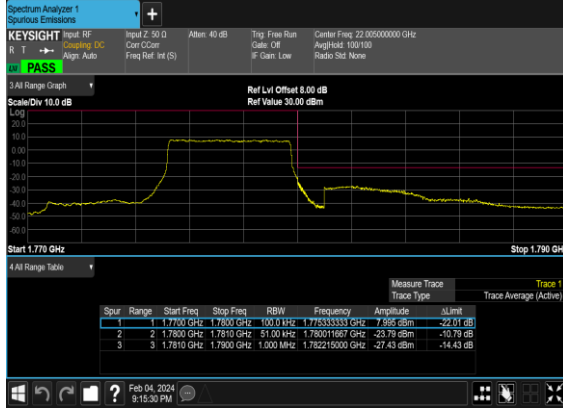 Spectrum Analyzer 1
Spurious Emissions
+
KEYSIGHT Input: RF Input Z: 50 Ω Atten: 40 dB Trig: Free Run Center Freq: 22.005000000 GHz
R T Coupling: DC Corr CCorr Gate: Off Avg|Hold: 100/100
Align: Auto Freq Ref: Int (S) IF Gain: Low Radio Std: None
PASS
3 All Range Graph
Ref Lvl Offset 8.00 dB
Scale/Div 10.0 dB Ref Value 30.00 dBm
Log
20.0
10.0
0.00
-10.0
-20.0
-30.0
-40.0
-50.0
-60.0
Start 1.770 GHz Stop 1.790 GH
4 All Range Table
Measure Trace Trace 1
Trace Type Trace Average (Active)
Spur Range Start Freq Stop Freq RBW Frequency Amplitude ΔLimit
1 1 1.7700 GHz 1.7800 GHz 100.0 kHz 1.775333333 GHz 7.995 dBm -22.01 dB
2 2 1.7800 GHz 1.7810 GHz 51.00 kHz 1.780011667 GHz -23.79 dBm -10.79 dB
3 3 1.7810 GHz 1.7900 GHz 1.000 MHz 1.782215000 GHz -27.43 dBm -14.43 dB
? Feb 04, 2024
9:15:30 PM